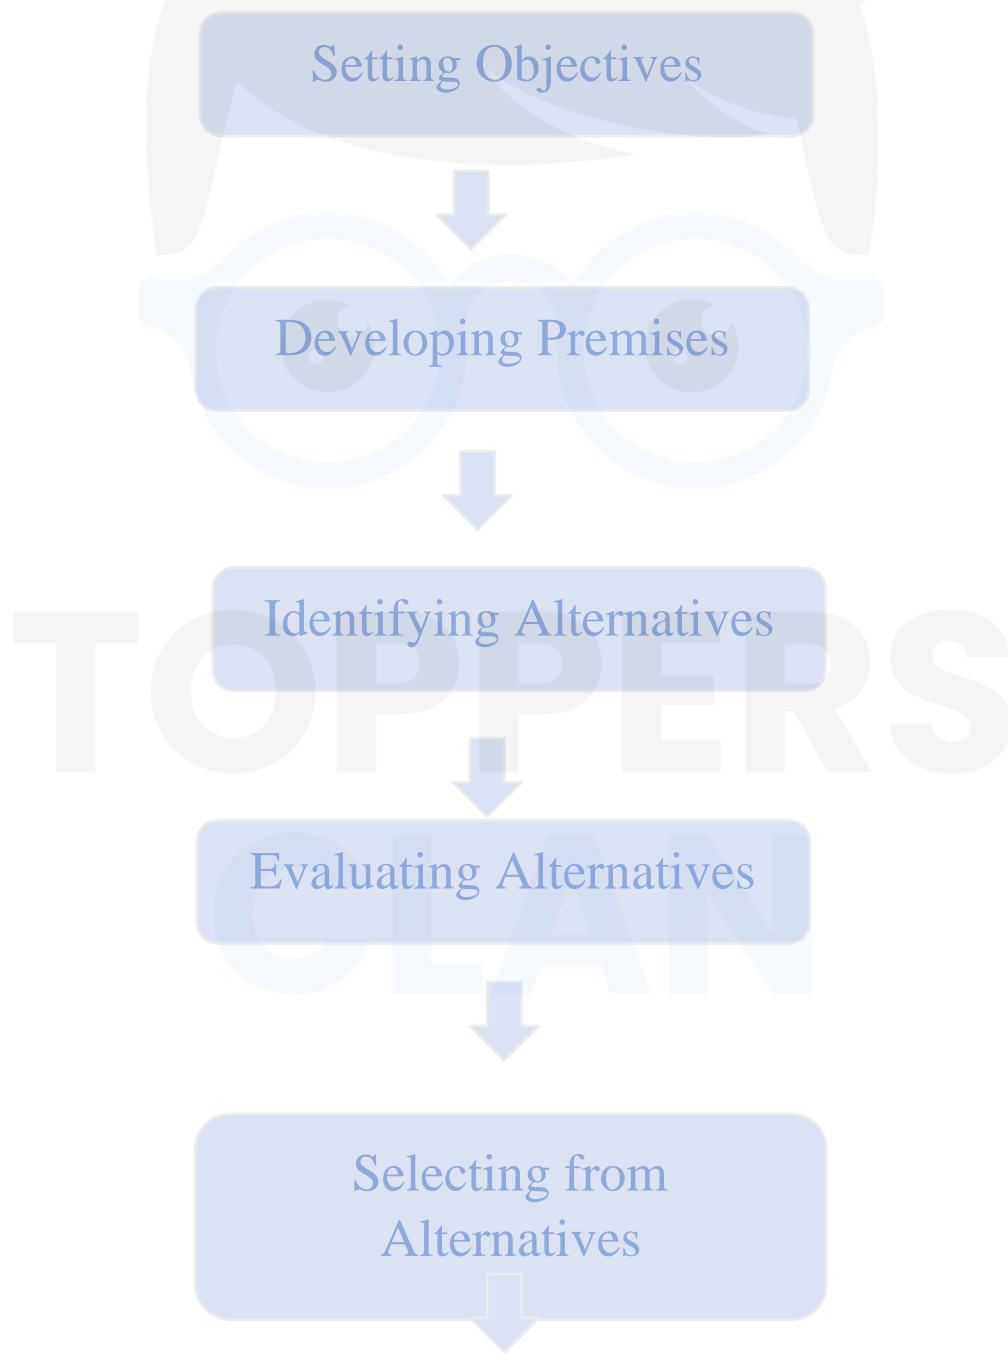 Setting Objectives
Developing Premises
Identifying Alternatives
TOPPERS
Evaluating Alternatives
CLAN
Selecting from
Alternatives